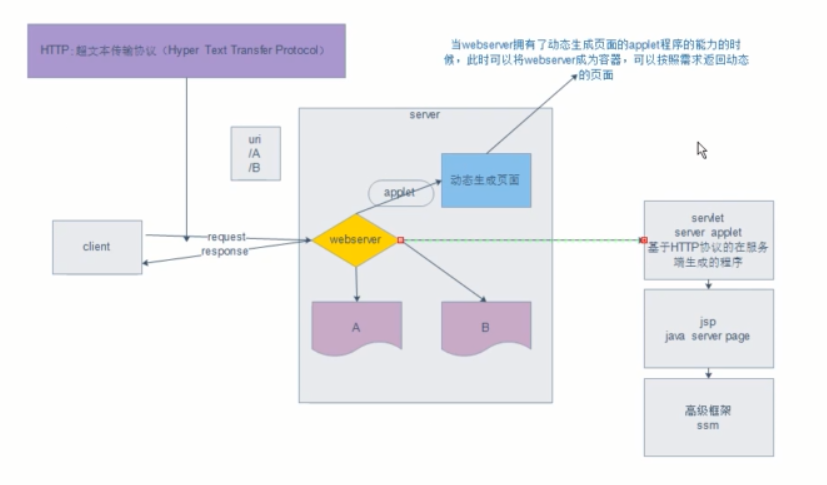 HTTP:超文本传输协议（Hyper Text Transfer Protocol）
当webserver拥有了动态生成页面的applet程序的能力的时
候，此时可以将webserver成为容器，可以按照需求返回动态
的页面
server
uri
/A
/B
applet
动态生成页面
client
request
response
webserver
A
B
servlet
server applet
基于HTTP协议的在服务
端生成的程序
jsp
java server page
高级框架
ssm